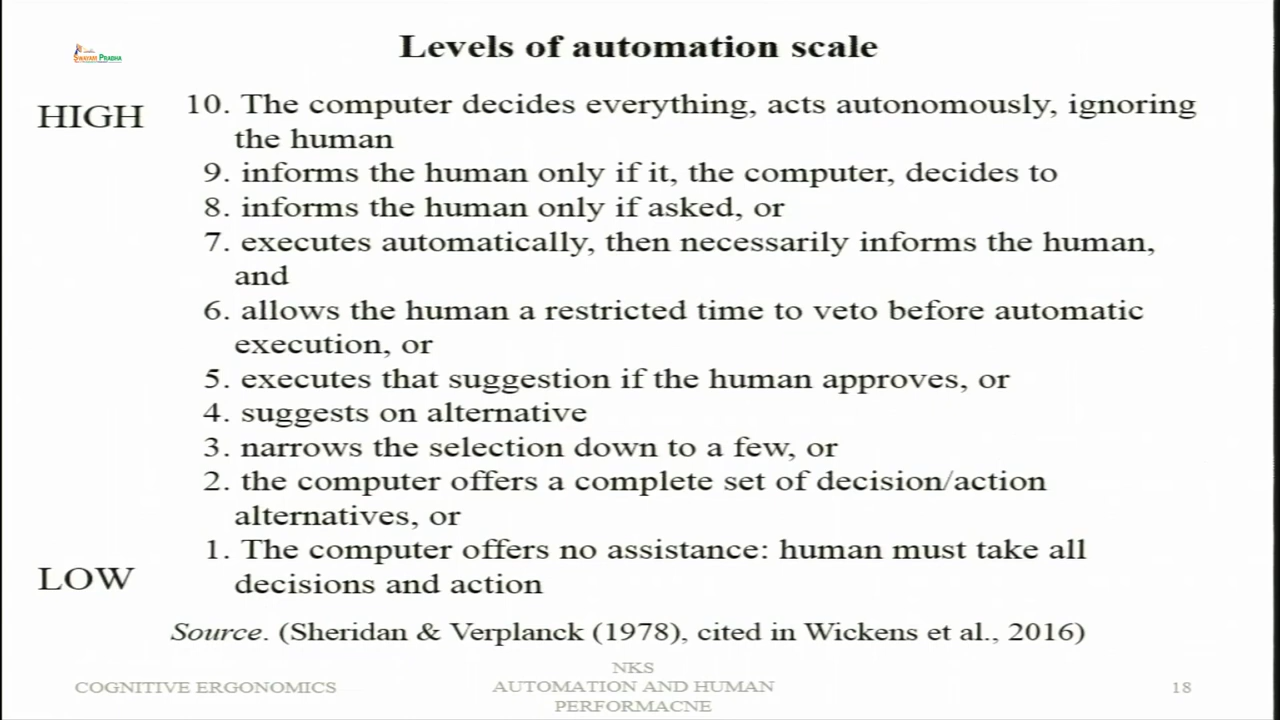 Levels of automation scale
SWAYAM PRABHA
HIGH
10. The computer decides everything, acts autonomously, ignoring
the human
9. informs the human only if it, the computer, decides to
8. informs the human only if asked, or
7. executes automatically, then necessarily informs the human,
and
6. allows the human a restricted time to veto before automatic
execution, or
5. executes that suggestion if the human approves, or
4. suggests on alternative
3. narrows the selection down to a few, or
2. the computer offers a complete set of decision/action
alternatives, or
1. The computer offers no assistance: human must take all
decisions and action
LOW
Source. (Sheridan & Verplanck (1978), cited in Wickens et al., 2016)
COGNITIVE ERGONOMICS
NKS
AUTOMATION AND HUMAN
PERFORMACNE
18